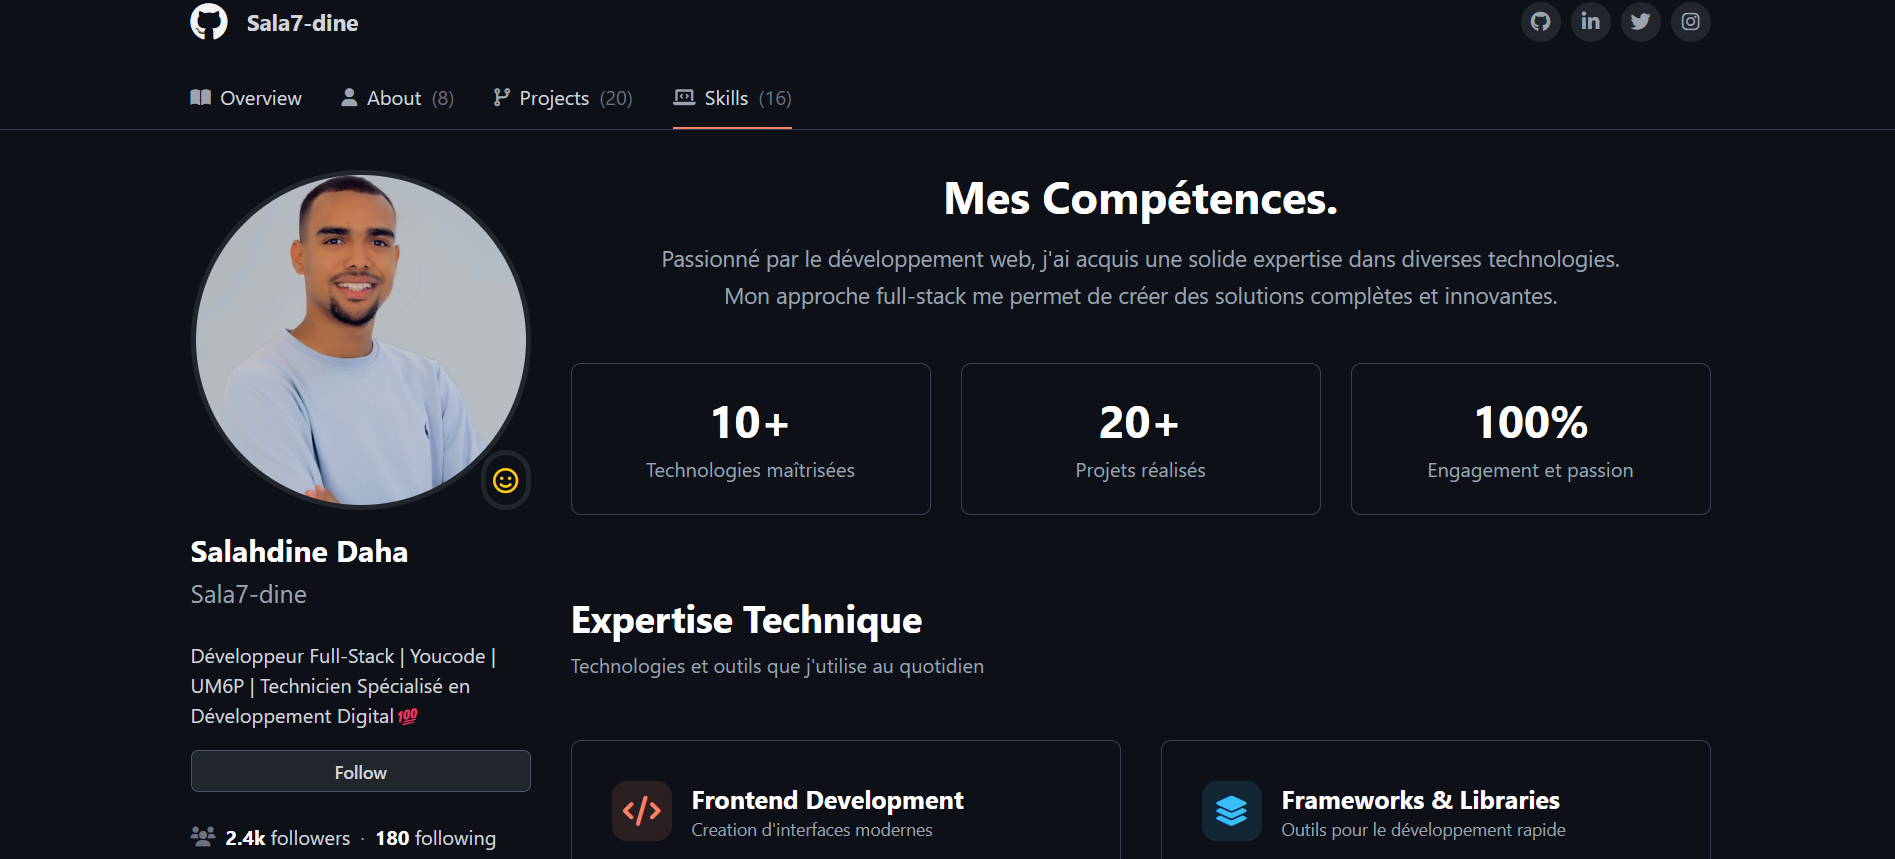 Sala7-dine
Overview
About (8)
Projects (20)
Skills (16)
Mes Compétences.
Passionné par le développement web, j'ai acquis une solide expertise dans diverses technologies.
Mon approche full-stack me permet de créer des solutions complètes et innovantes.
10+
Technologies maîtrisées
20+
Projets réalisés
100%
Engagement et passion
Salahdine Daha
Sala7-dine
Développeur Full-Stack | Youcode |
UM6P | Technicien Spécialisé en
Développement Digital💯
Follow
2.4k followers · 180 following
Expertise Technique
Technologies et outils que j'utilise au quotidien
Frontend Development
Creation d'interfaces modernes
Frameworks & Libraries
Outils pour le développement rapide